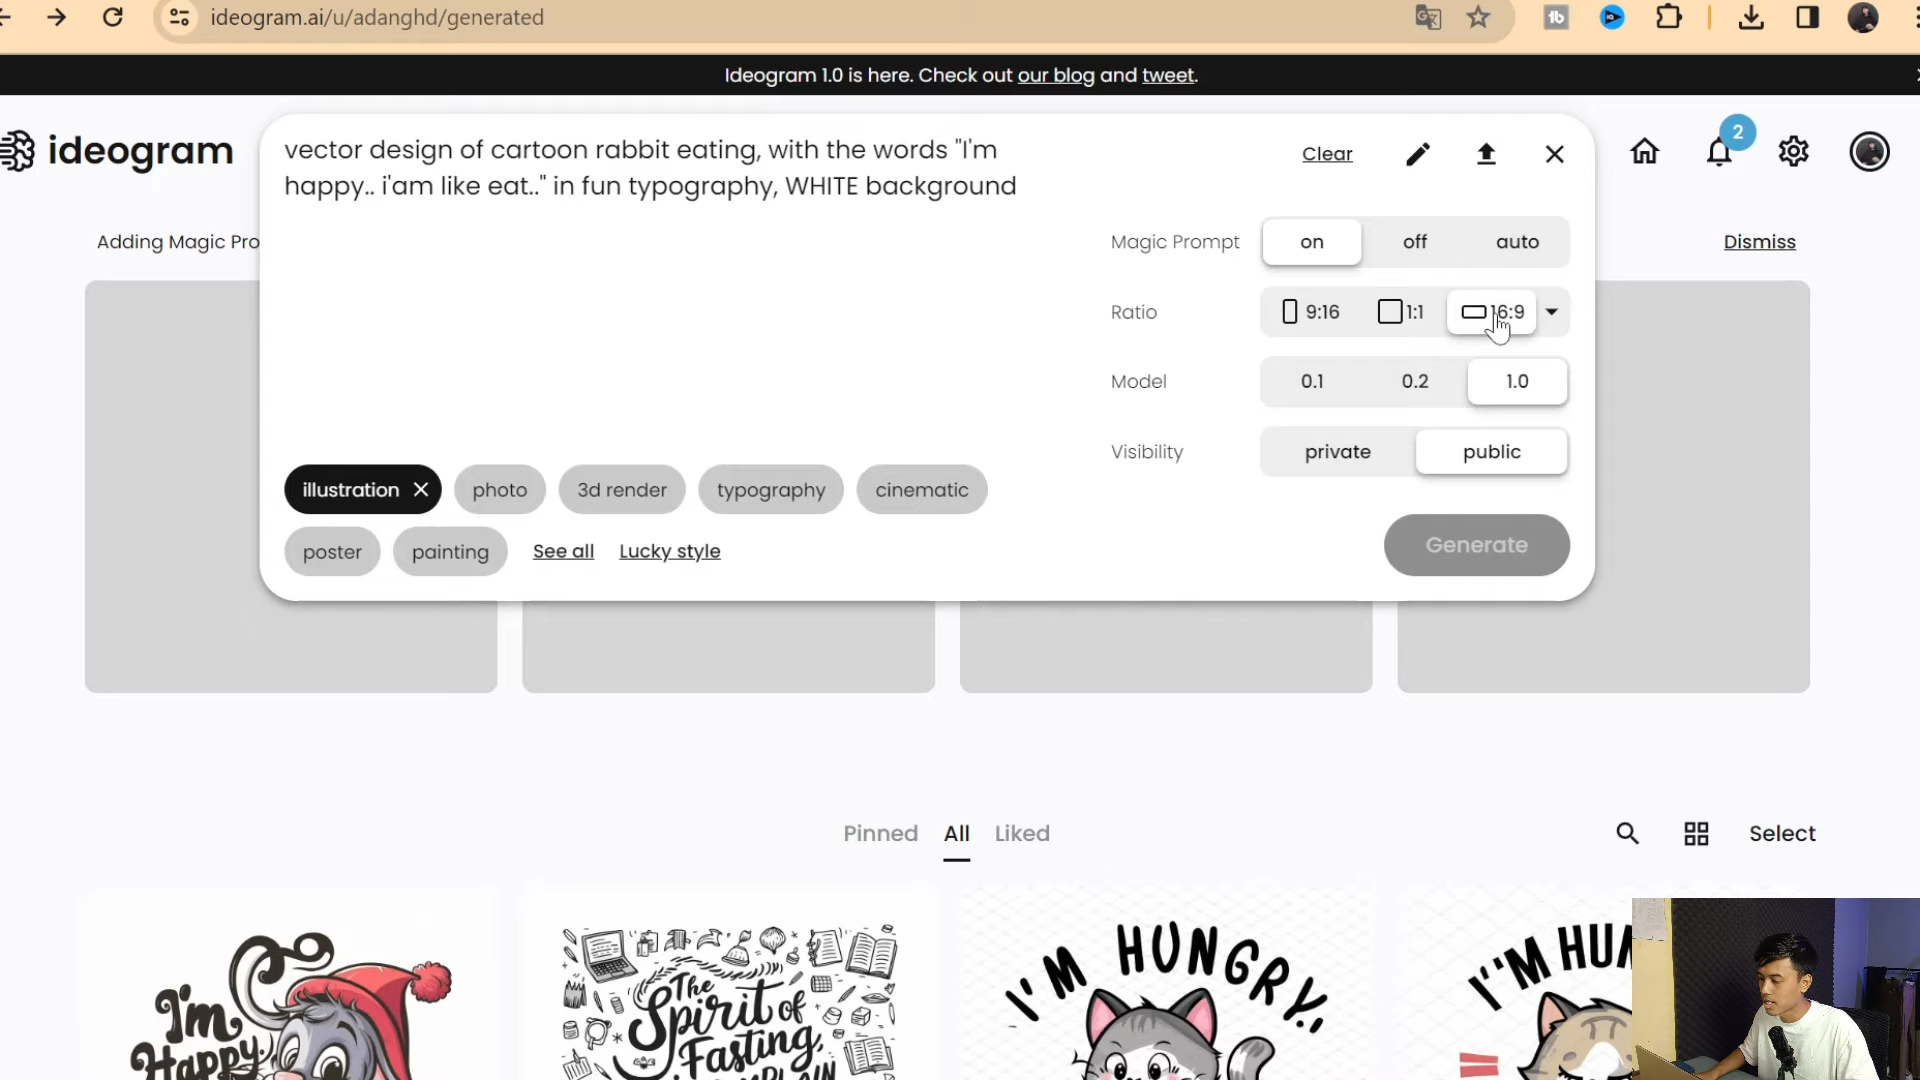 ideogram.ai/u/adanghd/generated
Ideogram 1.0 is here. Check out our blog and tweet.
ideogram
vector design of cartoon rabbit eating, with the words "I'm
happy.. i'am like eat.." in fun typography, WHITE background
Clear
2
Adding Magic Pro
Magic Prompt
on
off
auto
Dismiss
Ratio
9:16
1:1
16:9
Model
0.1
0.2
1.0
Visibility
private
public
illustration
photo
3d render
typography
cinematic
poster
painting
See all
Lucky style
Generate
Pinned
All
Liked
Select
I'm
Happy
The
Spirit of
Fasting
I'M HUNGRY..
I'M HUN